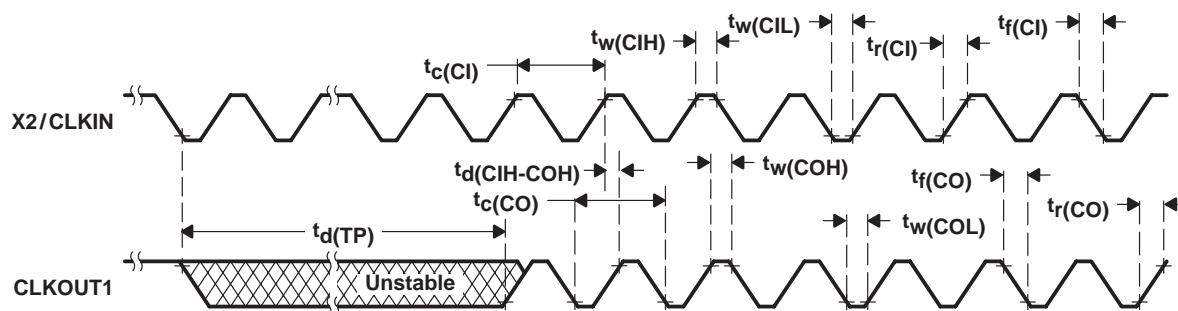 tw(CIH)
tw(CIL)
tr(CI)
tf(CI)
tc(CI)
X2/CLKIN
td(CIH-COH)
tw(COH)
tf(CO)
tc(CO)
tr(CO)
td(TP)
tw(COL)
CLKOUT1
Unstable